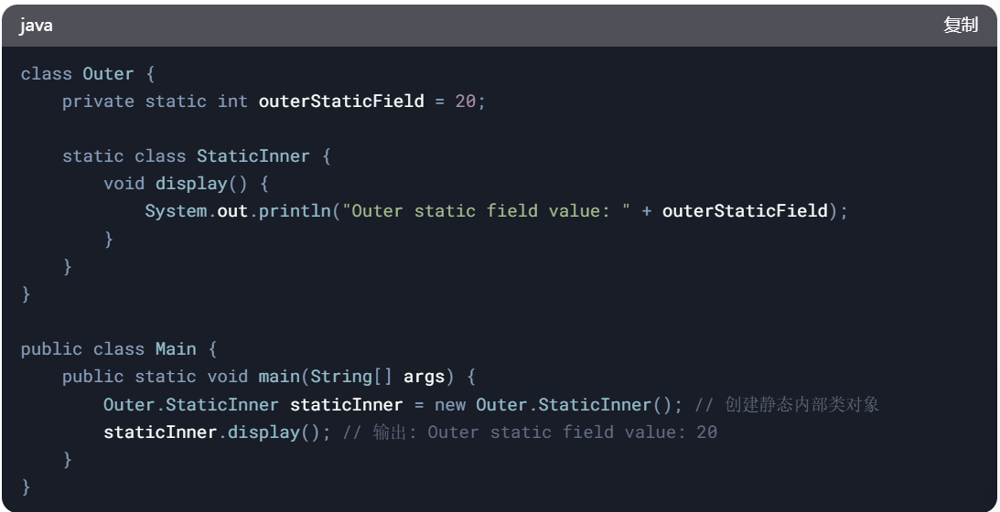 java
复制
class Outer {
    private static int outerStaticField = 20;

    static class StaticInner {
        void display() {
            System.out.println("Outer static field value: " + outerStaticField);
        }
    }
}

public class Main {
    public static void main(String[] args) {
        Outer.StaticInner staticInner = new Outer.StaticInner(); // 创建静态内部类对象
        staticInner.display(); // 输出: Outer static field value: 20
    }
}